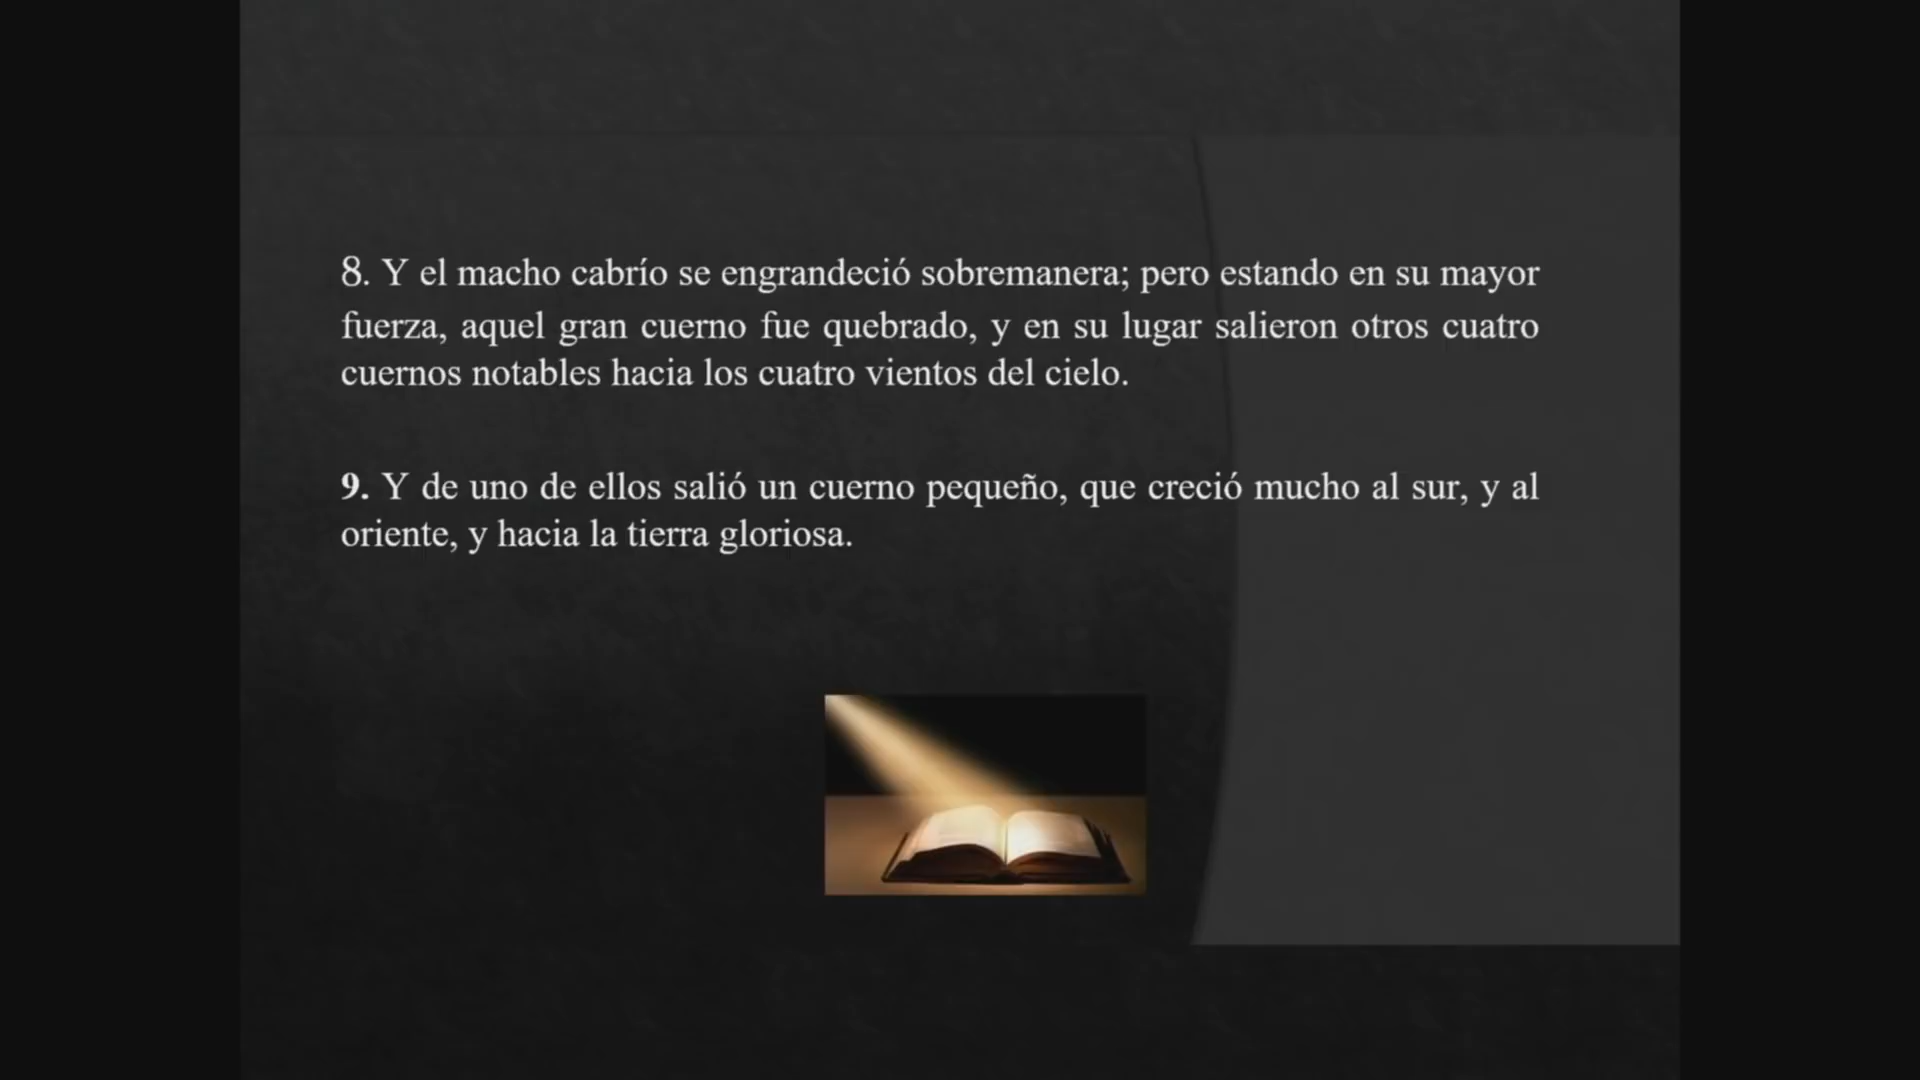 8. Y el macho cabrío se engrandeció sobremanera; pero estando en su mayor
fuerza, aquel gran cuerno fue quebrado, y en su lugar salieron otros cuatro
cuernos notables hacia los cuatro vientos del cielo.
9. Y de uno de ellos salió un cuerno pequeño, que creció mucho al sur, y al
oriente, y hacia la tierra gloriosa.